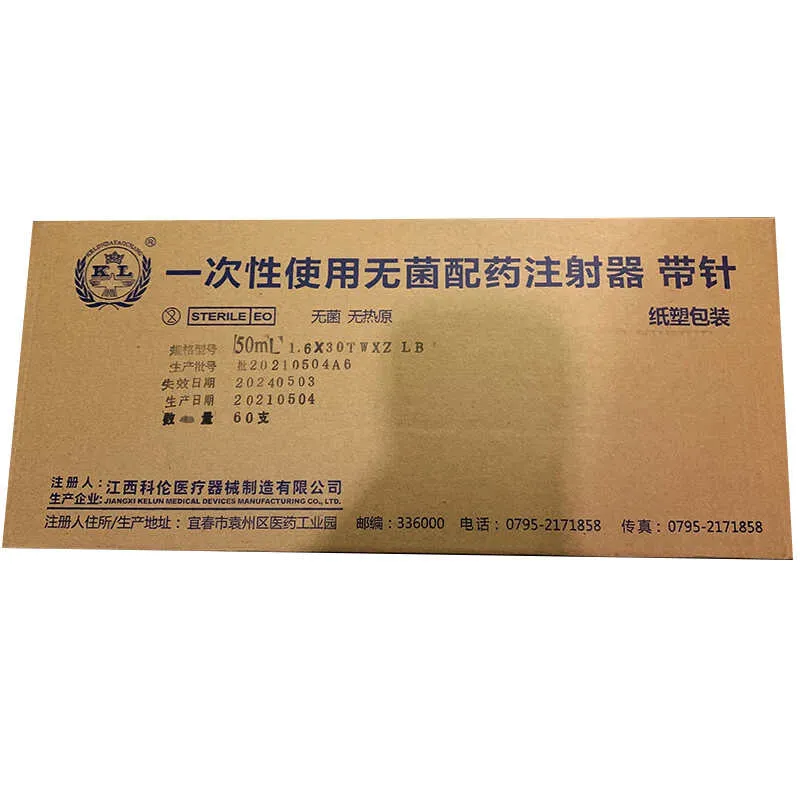 KL ®
一次性使用无菌配药注射器 带针
STERILE EO 无菌 无热原 纸塑包装
规格型号 50mL 1.6X30TWXZ LB
生产批号 批20210504A6
失效日期 20240503
生产日期 20210504
数 量 60支
注册人:
生产企业: 江西科伦医疗器械制造有限公司
JIANGXI KELUN MEDICAL DEVICES MANUFACTURING CO., LTD.
注册人住所/生产地址: 宜春市袁州区医药工业园 邮编: 336000 电话: 0795-2171858 传真: 0795-2171858